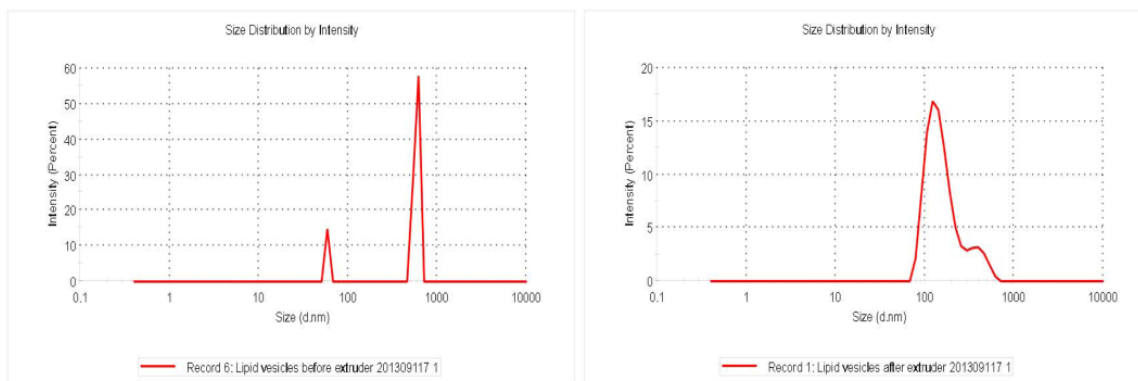 Size Distribution by Intensity
60
50
40
30
20
10
0
Intensity (Percent)
0.1 1 10 100 1000 10000
Size (d.nm)
Record 6: Lipid vesicles before extruder 201309117 1
Size Distribution by Intensity
20
15
10
5
0
Intensity (Percent)
0.1 1 10 100 1000 10000
Size (d.nm)
Record 1: Lipid vesicles after extruder 201309117 1